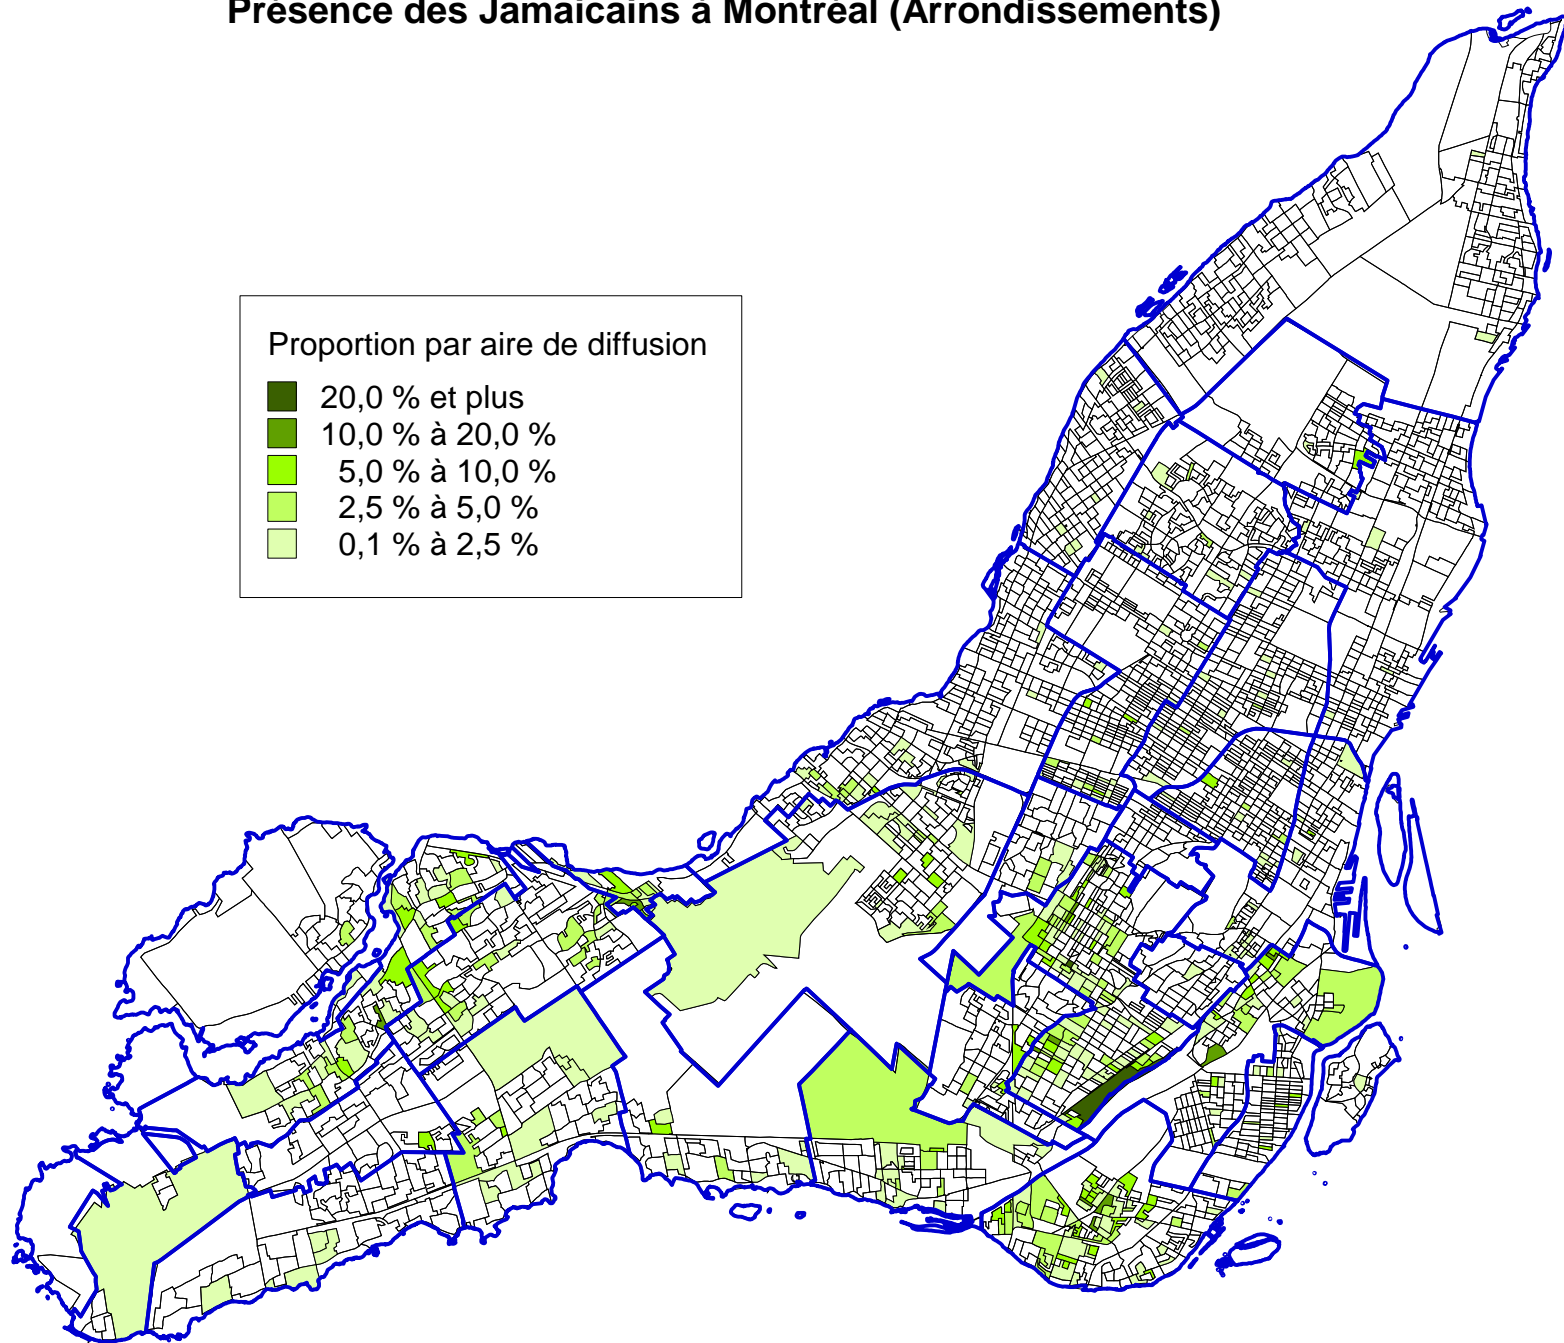 Présence des Jamaicains à Montréal (Arrondissements)
Proportion par aire de diffusion
20,0 % et plus
10,0 % à 20,0 %
5,0 % à 10,0 %
2,5 % à 5,0 %
0,1 % à 2,5 %